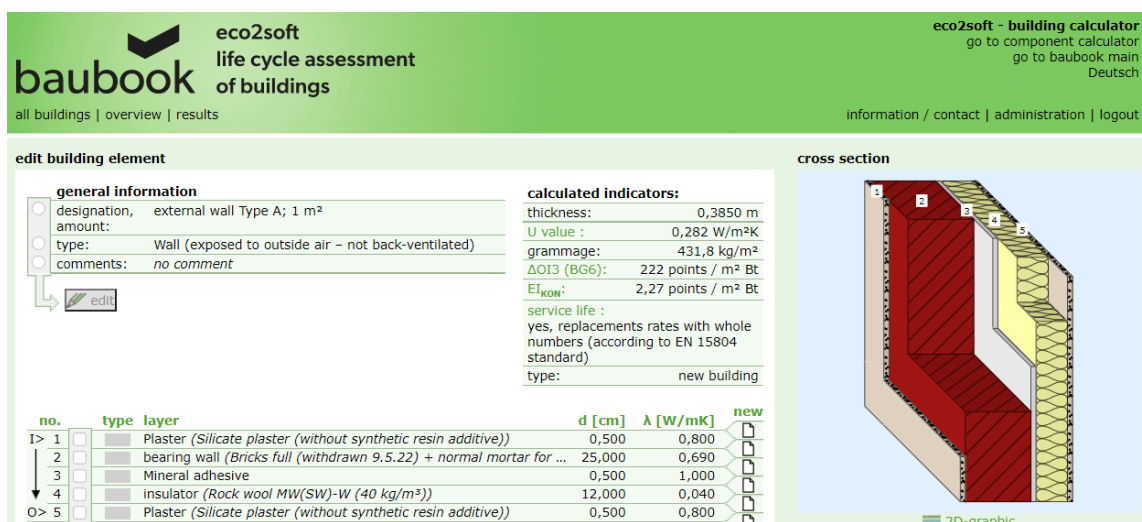 baubook
eco2soft
life cycle assessment
of buildings
eco2soft - building calculator
go to component calculator
go to baubook main
Deutsch
all buildings | overview | results
information / contact | administration | logout
edit building element
general information
designation, amount: external wall Type A; 1 m²
type: Wall (exposed to outside air – not back-ventilated)
comments: no comment
edit
calculated indicators:
thickness: 0,3850 m
U value : 0,282 W/m²K
grammage: 431,8 kg/m²
ΔOI3 (BG6): 222 points / m² Bt
EI_KON: 2,27 points / m² Bt
service life :
yes, replacements rates with whole
numbers (according to EN 15804
standard)
type: new building
cross section
1
2
3
4
5
2D-graphic
no. type layer d [cm] λ [W/mK] new
I> 1 Plaster (Silicate plaster (without synthetic resin additive)) 0,500 0,800
2 bearing wall (Bricks full (withdrawn 9.5.22) + normal mortar for ... 25,000 0,690
3 Mineral adhesive 0,500 1,000
4 insulator (Rock wool MW(SW)-W (40 kg/m³)) 12,000 0,040
O> 5 Plaster (Silicate plaster (without synthetic resin additive)) 0,500 0,800